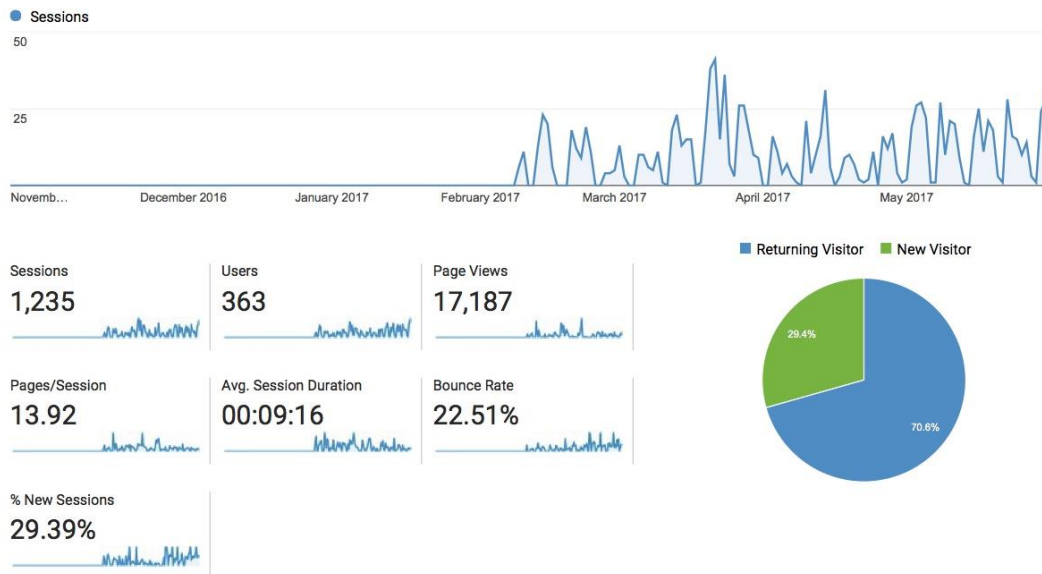 Sessions
50
25
Novemb…
December 2016
January 2017
February 2017
March 2017
April 2017
May 2017
Returning Visitor
New Visitor
Sessions
1,235
Users
363
Page Views
17,187
Pages/Session
13.92
Avg. Session Duration
00:09:16
Bounce Rate
22.51%
% New Sessions
29.39%
29.4%
70.6%